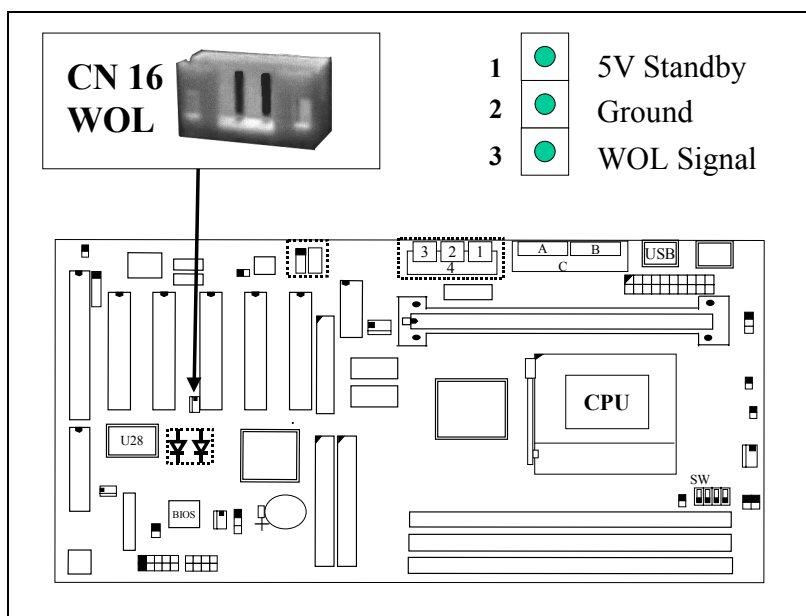 CN 16
WOL
1 5V Standby
2 Ground
3 WOL Signal
3 2 1
4
A B
C
USB
CPU
U28
SW
BIOS